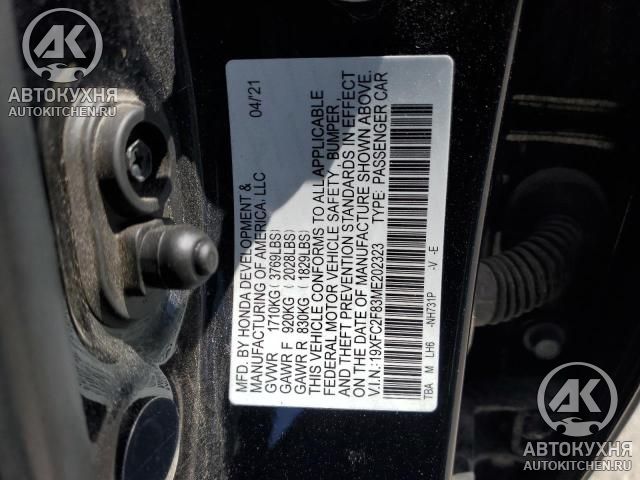 АК
АВТОКУХНЯ
AUTOKITCHEN.RU
MFD. BY HONDA DEVELOPMENT & 04/21
MANUFACTURING OF AMERICA, LLC
GVWR 1710KG ( 3769LBS)
GAWR F 920KG ( 2028LBS)
GAWR R 830KG ( 1829LBS)
THIS VEHICLE CONFORMS TO ALL APPLICABLE
FEDERAL MOTOR VEHICLE SAFETY, BUMPER,
AND THEFT PREVENTION STANDARDS IN EFFECT
ON THE DATE OF MANUFACTURE SHOWN ABOVE.
V.I.N.:19XFC2F83ME202323 TYPE: PASSENGER CAR
TBA M LH6 -NH731P -V -E
АК
АВТОКУХНЯ
AUTOKITCHEN.RU